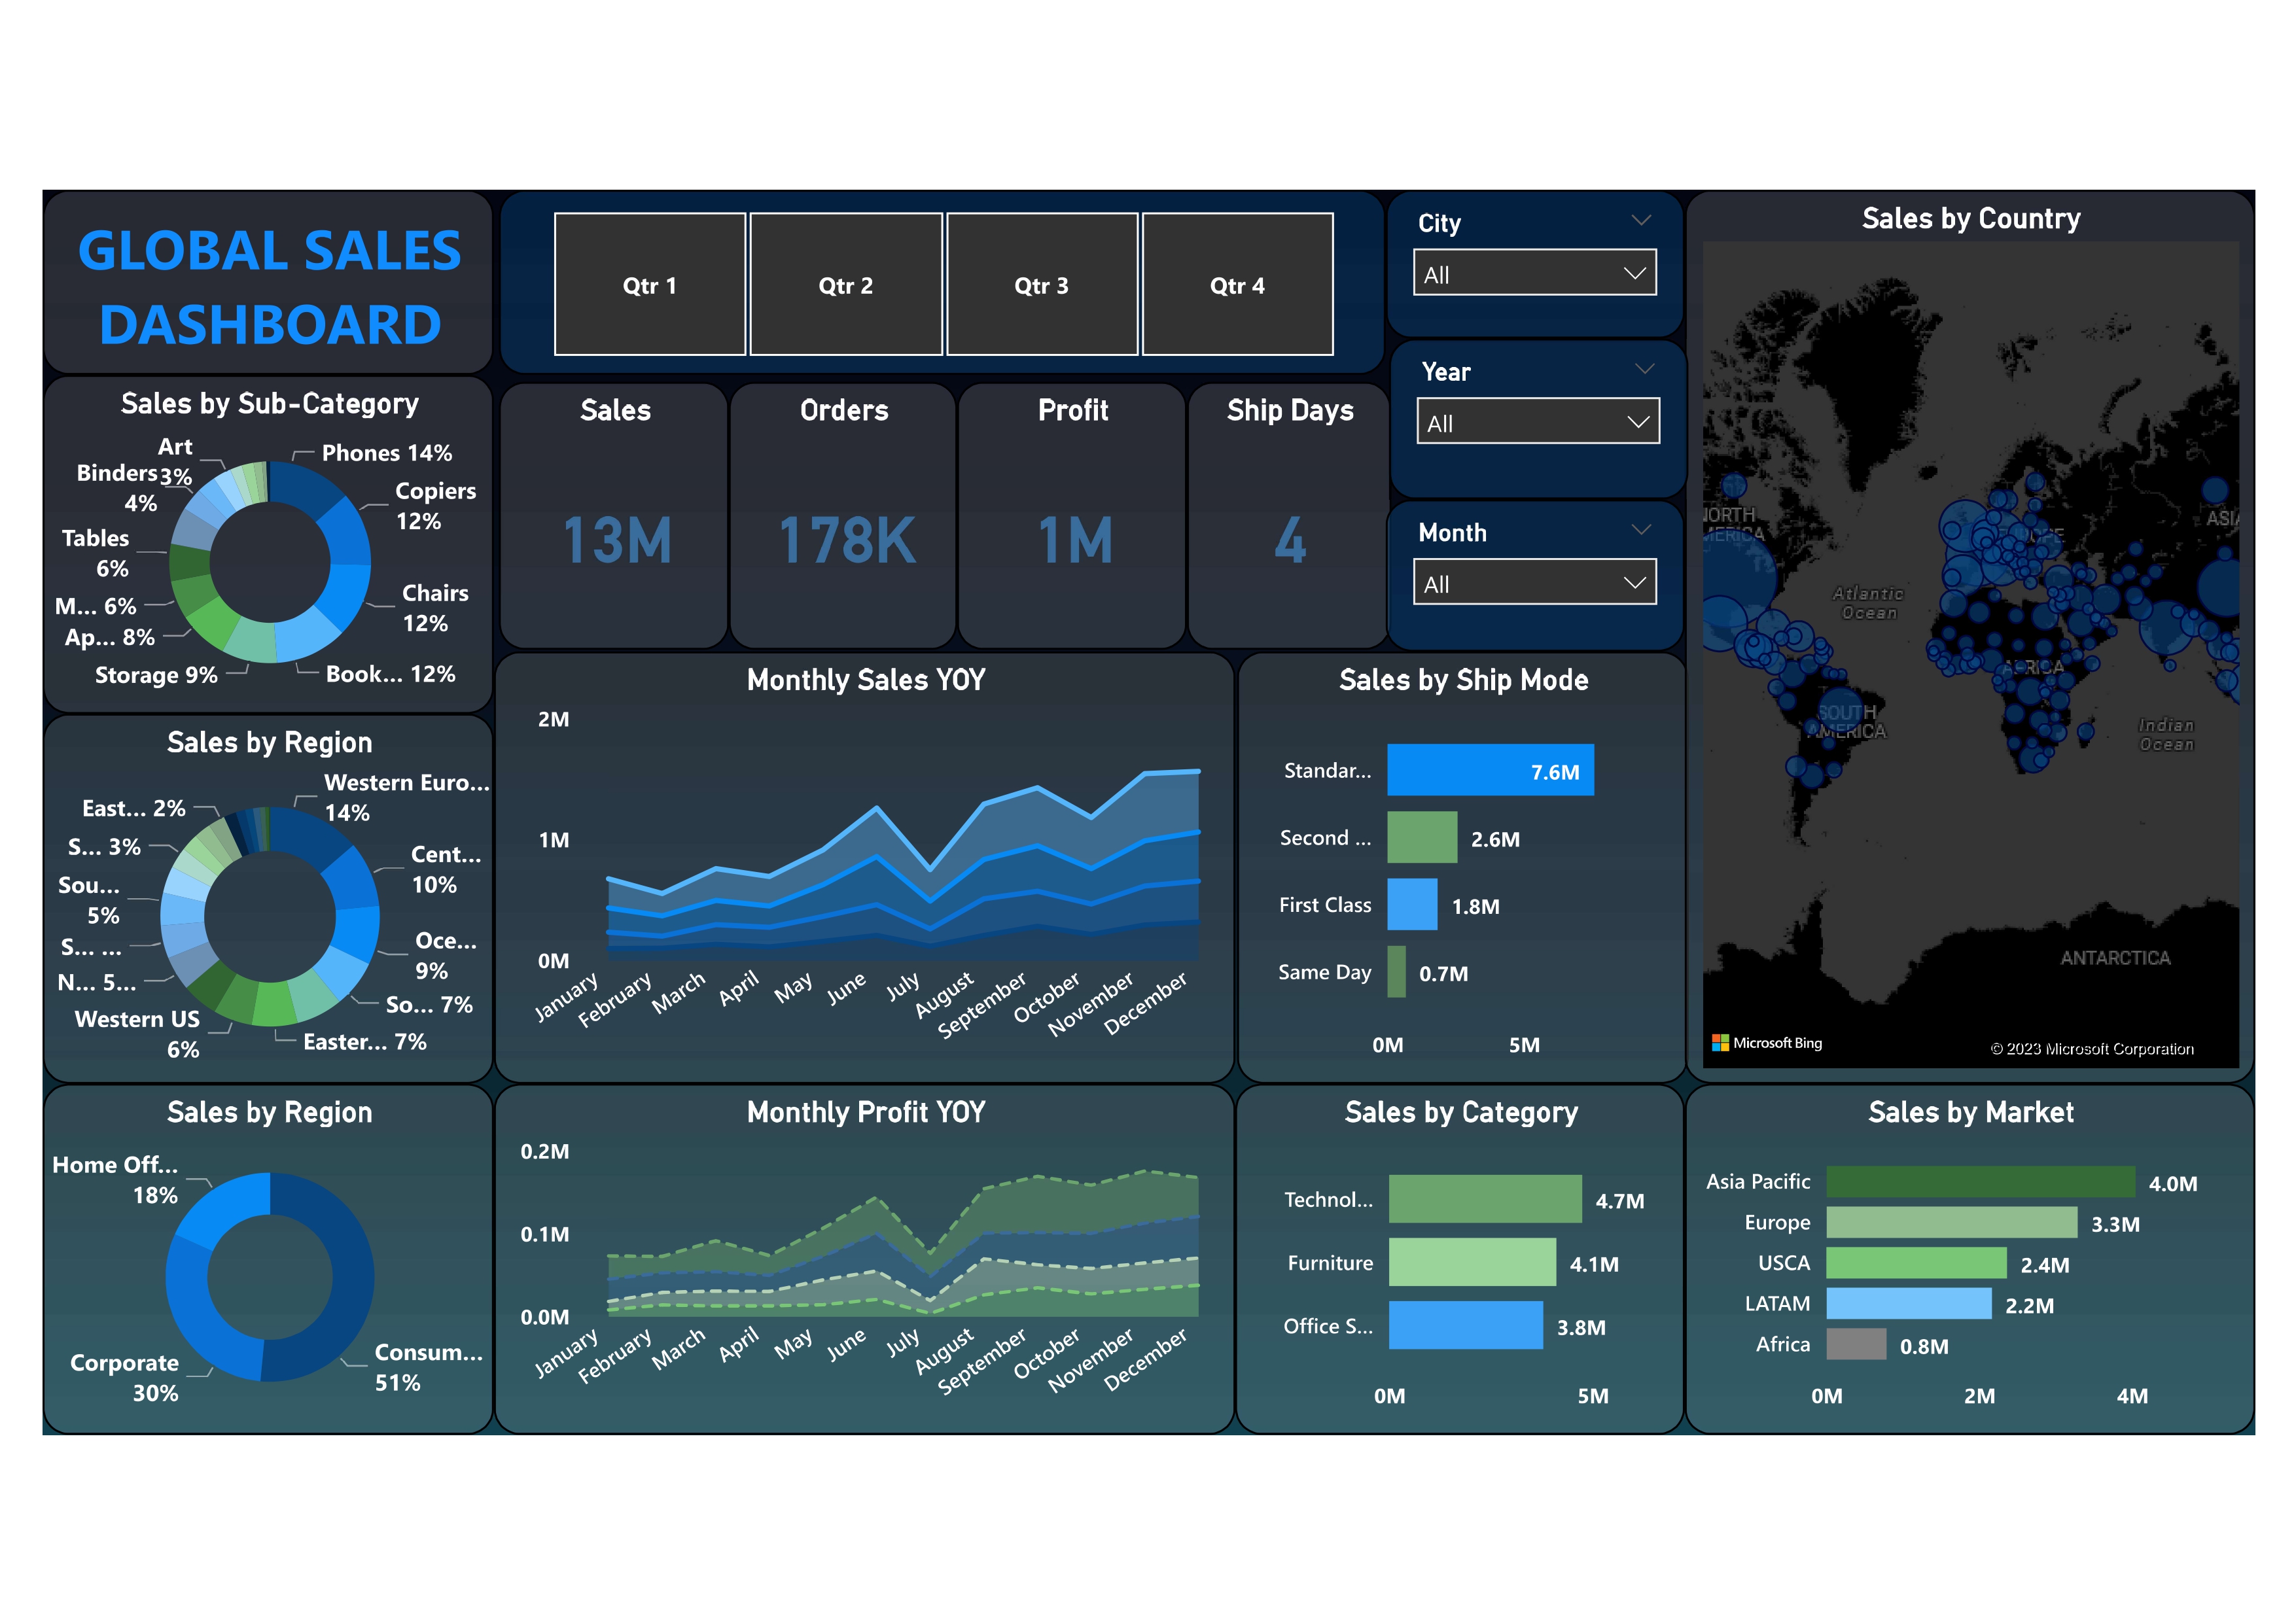 GLOBAL SALES
DASHBOARD
Qtr 1
Qtr 2
Qtr 3
Qtr 4
City
All
Year
All
Month
All
Sales by Country
NORTH
AMERICA
EUROPE
ASIA
Atlantic
Ocean
AFRICA
SOUTH
AMERICA
Indian
Ocean
ANTARCTICA
Microsoft Bing
© 2023 Microsoft Corporation
Sales by Sub-Category
Art
3%
Binders
4%
Tables
6%
M... 6%
Ap... 8%
Storage 9%
Phones 14%
Copiers
12%
Chairs
12%
Book... 12%
Sales
13M
Orders
178K
Profit
1M
Ship Days
4
Sales by Region
East... 2%
S... 3%
Sou...
5%
S... ...
N... 5...
Western US
6%
Western Euro...
14%
Cent...
10%
Oce...
9%
So... 7%
Easter... 7%
Monthly Sales YOY
2M
1M
0M
January
February
March
April
May
June
July
August
September
October
November
December
Sales by Ship Mode
Standar...
7.6M
Second ...
2.6M
First Class
1.8M
Same Day
0.7M
0M
5M
Sales by Region
Home Off...
18%
Corporate
30%
Consum...
51%
Monthly Profit YOY
0.2M
0.1M
0.0M
January
February
March
April
May
June
July
August
September
October
November
December
Sales by Category
Technol...
4.7M
Furniture
4.1M
Office S...
3.8M
0M
5M
Sales by Market
Asia Pacific
4.0M
Europe
3.3M
USCA
2.4M
LATAM
2.2M
Africa
0.8M
0M
2M
4M